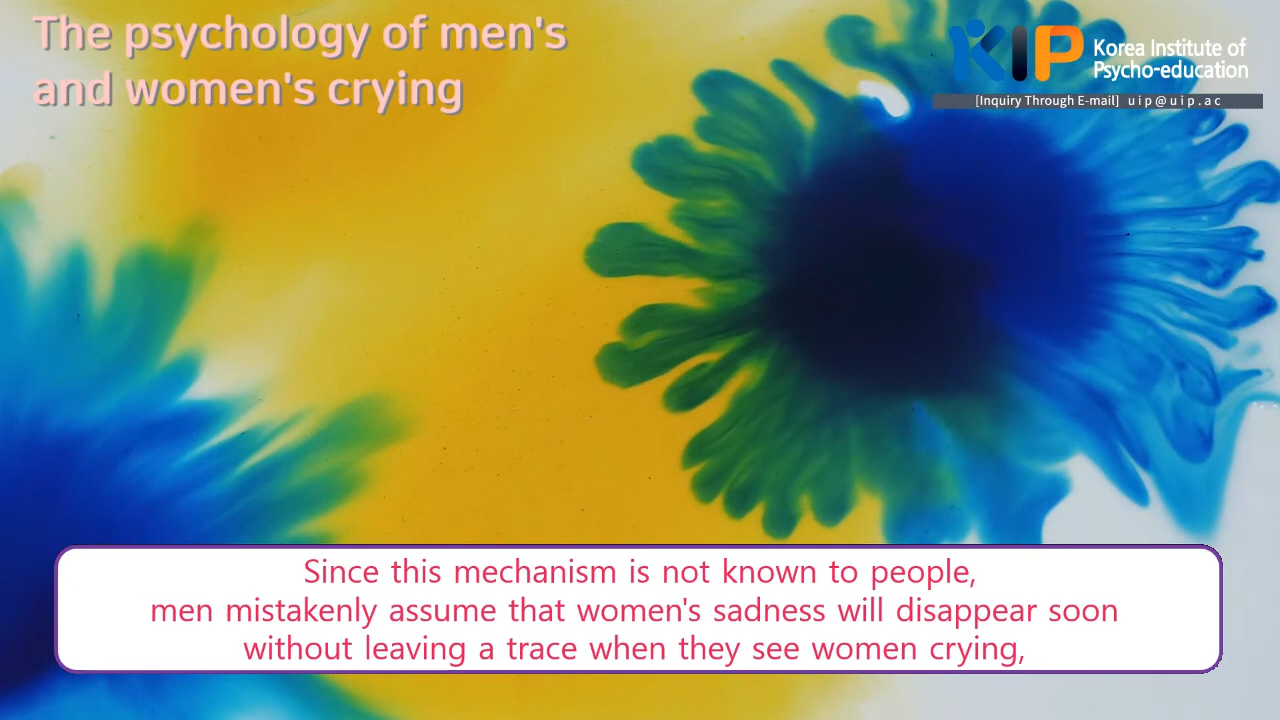 The psychology of men's
and women's crying
KIP Korea Institute of
Psycho-education
[Inquiry Through E-mail] uip@uip.ac
Since this mechanism is not known to people,
men mistakenly assume that women's sadness will disappear soon
without leaving a trace when they see women crying,